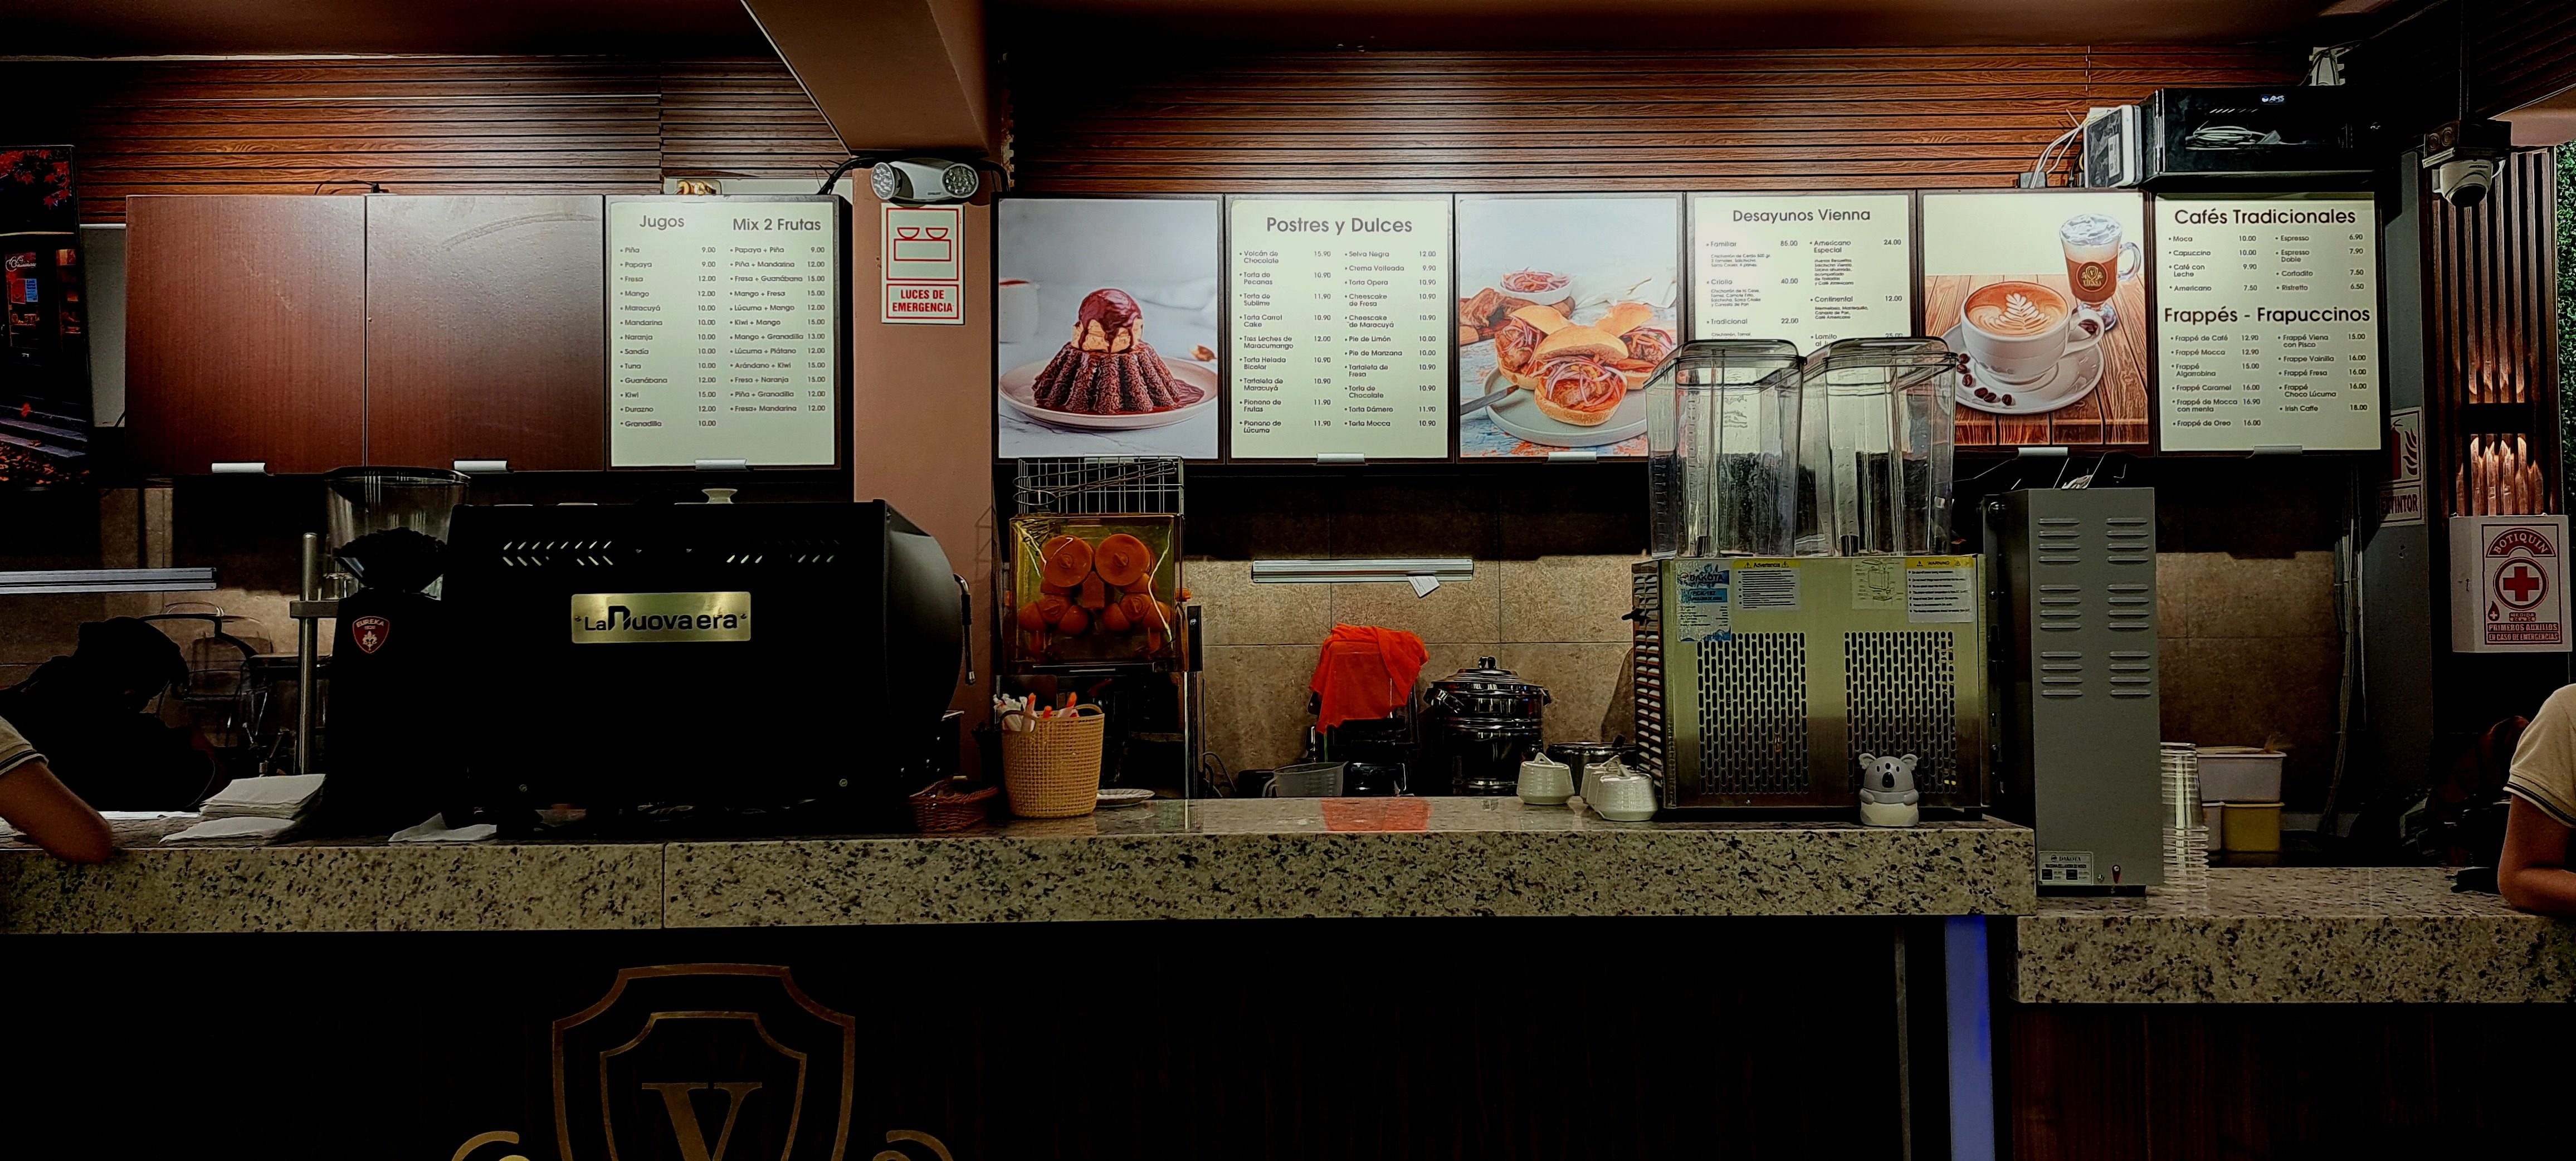 Jugos
Piña 9.00
Papaya 9.00
Fresa 12.00
Mango 12.00
Maracuyá 10.00
Mandarina 10.00
Naranja 10.00
Sandía 10.00
Tuna 10.00
Guanábana 12.00
Kiwi 15.00
Durazno 12.00
Granadilla 10.00
Mix 2 Frutas
Papaya + Piña 9.00
Piña + Mandarina 12.00
Fresa + Guanábana 15.00
Mango + Fresa 15.00
Lúcuma + Mango 12.00
Kiwi + Mango 15.00
Mango + Granadilla 13.00
Lúcuma + Plátano 12.00
Arándano + Kiwi 15.00
Fresa + Naranja 15.00
Piña + Granadilla 12.00
Fresa+ Mandarina 12.00
LUCES DE
EMERGENCIA
Postres y Dulces
Volcán de
Chocolate 15.90
Torta de
Pecanas 10.90
Torta de
Sublime 11.90
Torta Carrot
Cake 10.90
Tres Leches de
Maracumango 12.00
Torta Helada
Bicolor 10.90
Tartaleta de
Maracuyá 10.90
Pionono de
Frutas 11.90
Pionono de
Lúcuma 11.90
Selva Negra 12.00
Crema Volteada 9.90
Torta Opera 10.90
Cheescake
de Fresa 10.90
Cheescake
de Maracuyá 10.90
Pie de Limón 10.00
Pie de Manzana 10.00
Tartaleta de
Fresa 10.90
Torta de
Chocolate 10.90
Torta Dámero 11.90
Torta Mocca 10.90
Desayunos Vienna
Familiar 85.00
Criollo 40.00
Tradicional 22.00
Americano
Especial 24.00
Continental 12.00
Lomito
Cafés Tradicionales
Moca 10.00
Capuccino 10.00
Café con
Leche 9.90
Americano 7.50
Espresso 6.90
Espresso
Doble 7.90
Cortadito 7.50
Ristretto 6.50
Frappés - Frapuccinos
Frappé de Café 12.90
Frappé Mocca 12.90
Frappé
Algarrobina 15.00
Frappé Caramel 16.00
Frappé de Mocca
con menta 16.90
Frappé de Oreo 16.00
Frappé Viena
con Pisco 15.00
Frappe Vainilla 16.00
Frappé Fresa 16.00
Frappé
Choco Lúcuma 16.00
Irish Caffe 18.00
EUREKA
La Nuova era
DAKOTA
Advertencia
WARNING
DAKOTA
BOTIQUIN
PRIMEROS AUXILIOS
EN CASO DE EMERGENCIAS
V